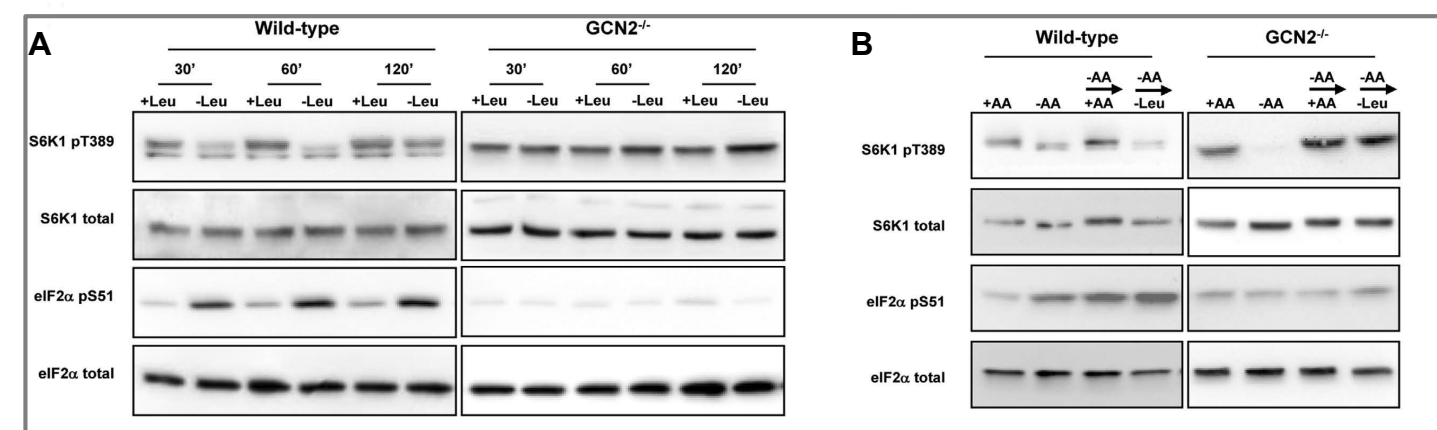 A
Wild-type
GCN2-/-
30’ 60’ 120’ 30’ 60’ 120’
+Leu -Leu +Leu -Leu +Leu -Leu +Leu -Leu +Leu -Leu +Leu -Leu
S6K1 pT389
S6K1 total
eIF2α pS51
eIF2α total
B
Wild-type
GCN2-/-
-AA -AA -AA -AA
+AA -AA +AA -Leu +AA -AA +AA -Leu
S6K1 pT389
S6K1 total
eIF2α pS51
eIF2α total